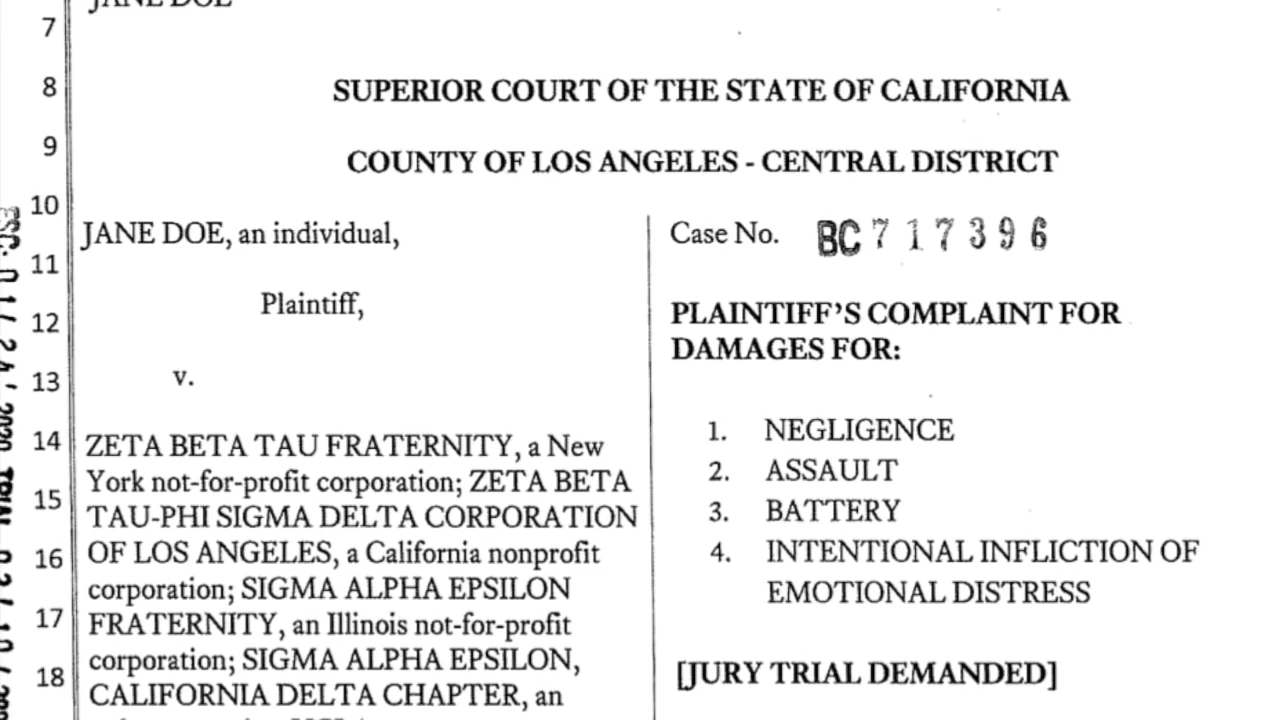 JANE DOE
7
8 SUPERIOR COURT OF THE STATE OF CALIFORNIA
9 COUNTY OF LOS ANGELES - CENTRAL DISTRICT
10
JANE DOE, an individual,
11
Plaintiff,
12
v.
13
14 ZETA BETA TAU FRATERNITY, a New
York not-for-profit corporation; ZETA BETA
15
TAU-PHI SIGMA DELTA CORPORATION
16 OF LOS ANGELES, a California nonprofit
corporation; SIGMA ALPHA EPSILON
17 FRATERNITY, an Illinois not-for-profit
corporation; SIGMA ALPHA EPSILON,
18
CALIFORNIA DELTA CHAPTER, an
Case No. BC717396
PLAINTIFF'S COMPLAINT FOR
DAMAGES FOR:
1. NEGLIGENCE
2. ASSAULT
3. BATTERY
4. INTENTIONAL INFLICTION OF
EMOTIONAL DISTRESS
[JURY TRIAL DEMANDED]